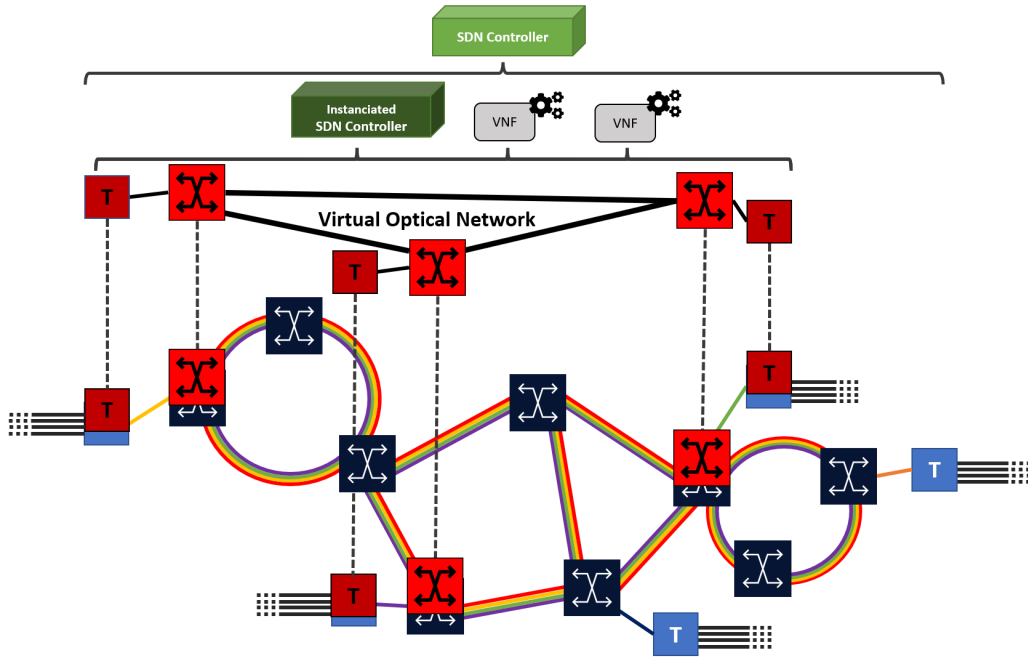 SDN Controller
Instanciated
SDN Controller
VNF
VNF
T
Virtual Optical Network
T
T
T
T
T
T
T